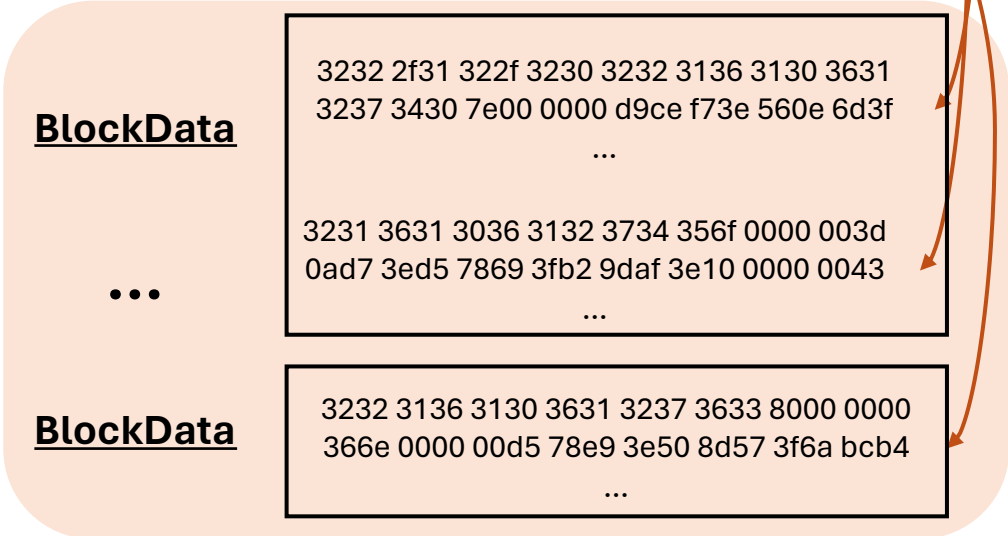 BlockData
3232 2f31 322f 3230 3232 3136 3130 3631
3237 3430 7e00 0000 d9ce f73e 560e 6d3f
...
...
3231 3631 3036 3132 3734 356f 0000 003d
0ad7 3ed5 7869 3fb2 9daf 3e10 0000 0043
...
BlockData
3232 3136 3130 3631 3237 3633 8000 0000
366e 0000 00d5 78e9 3e50 8d57 3f6a bcb4
...